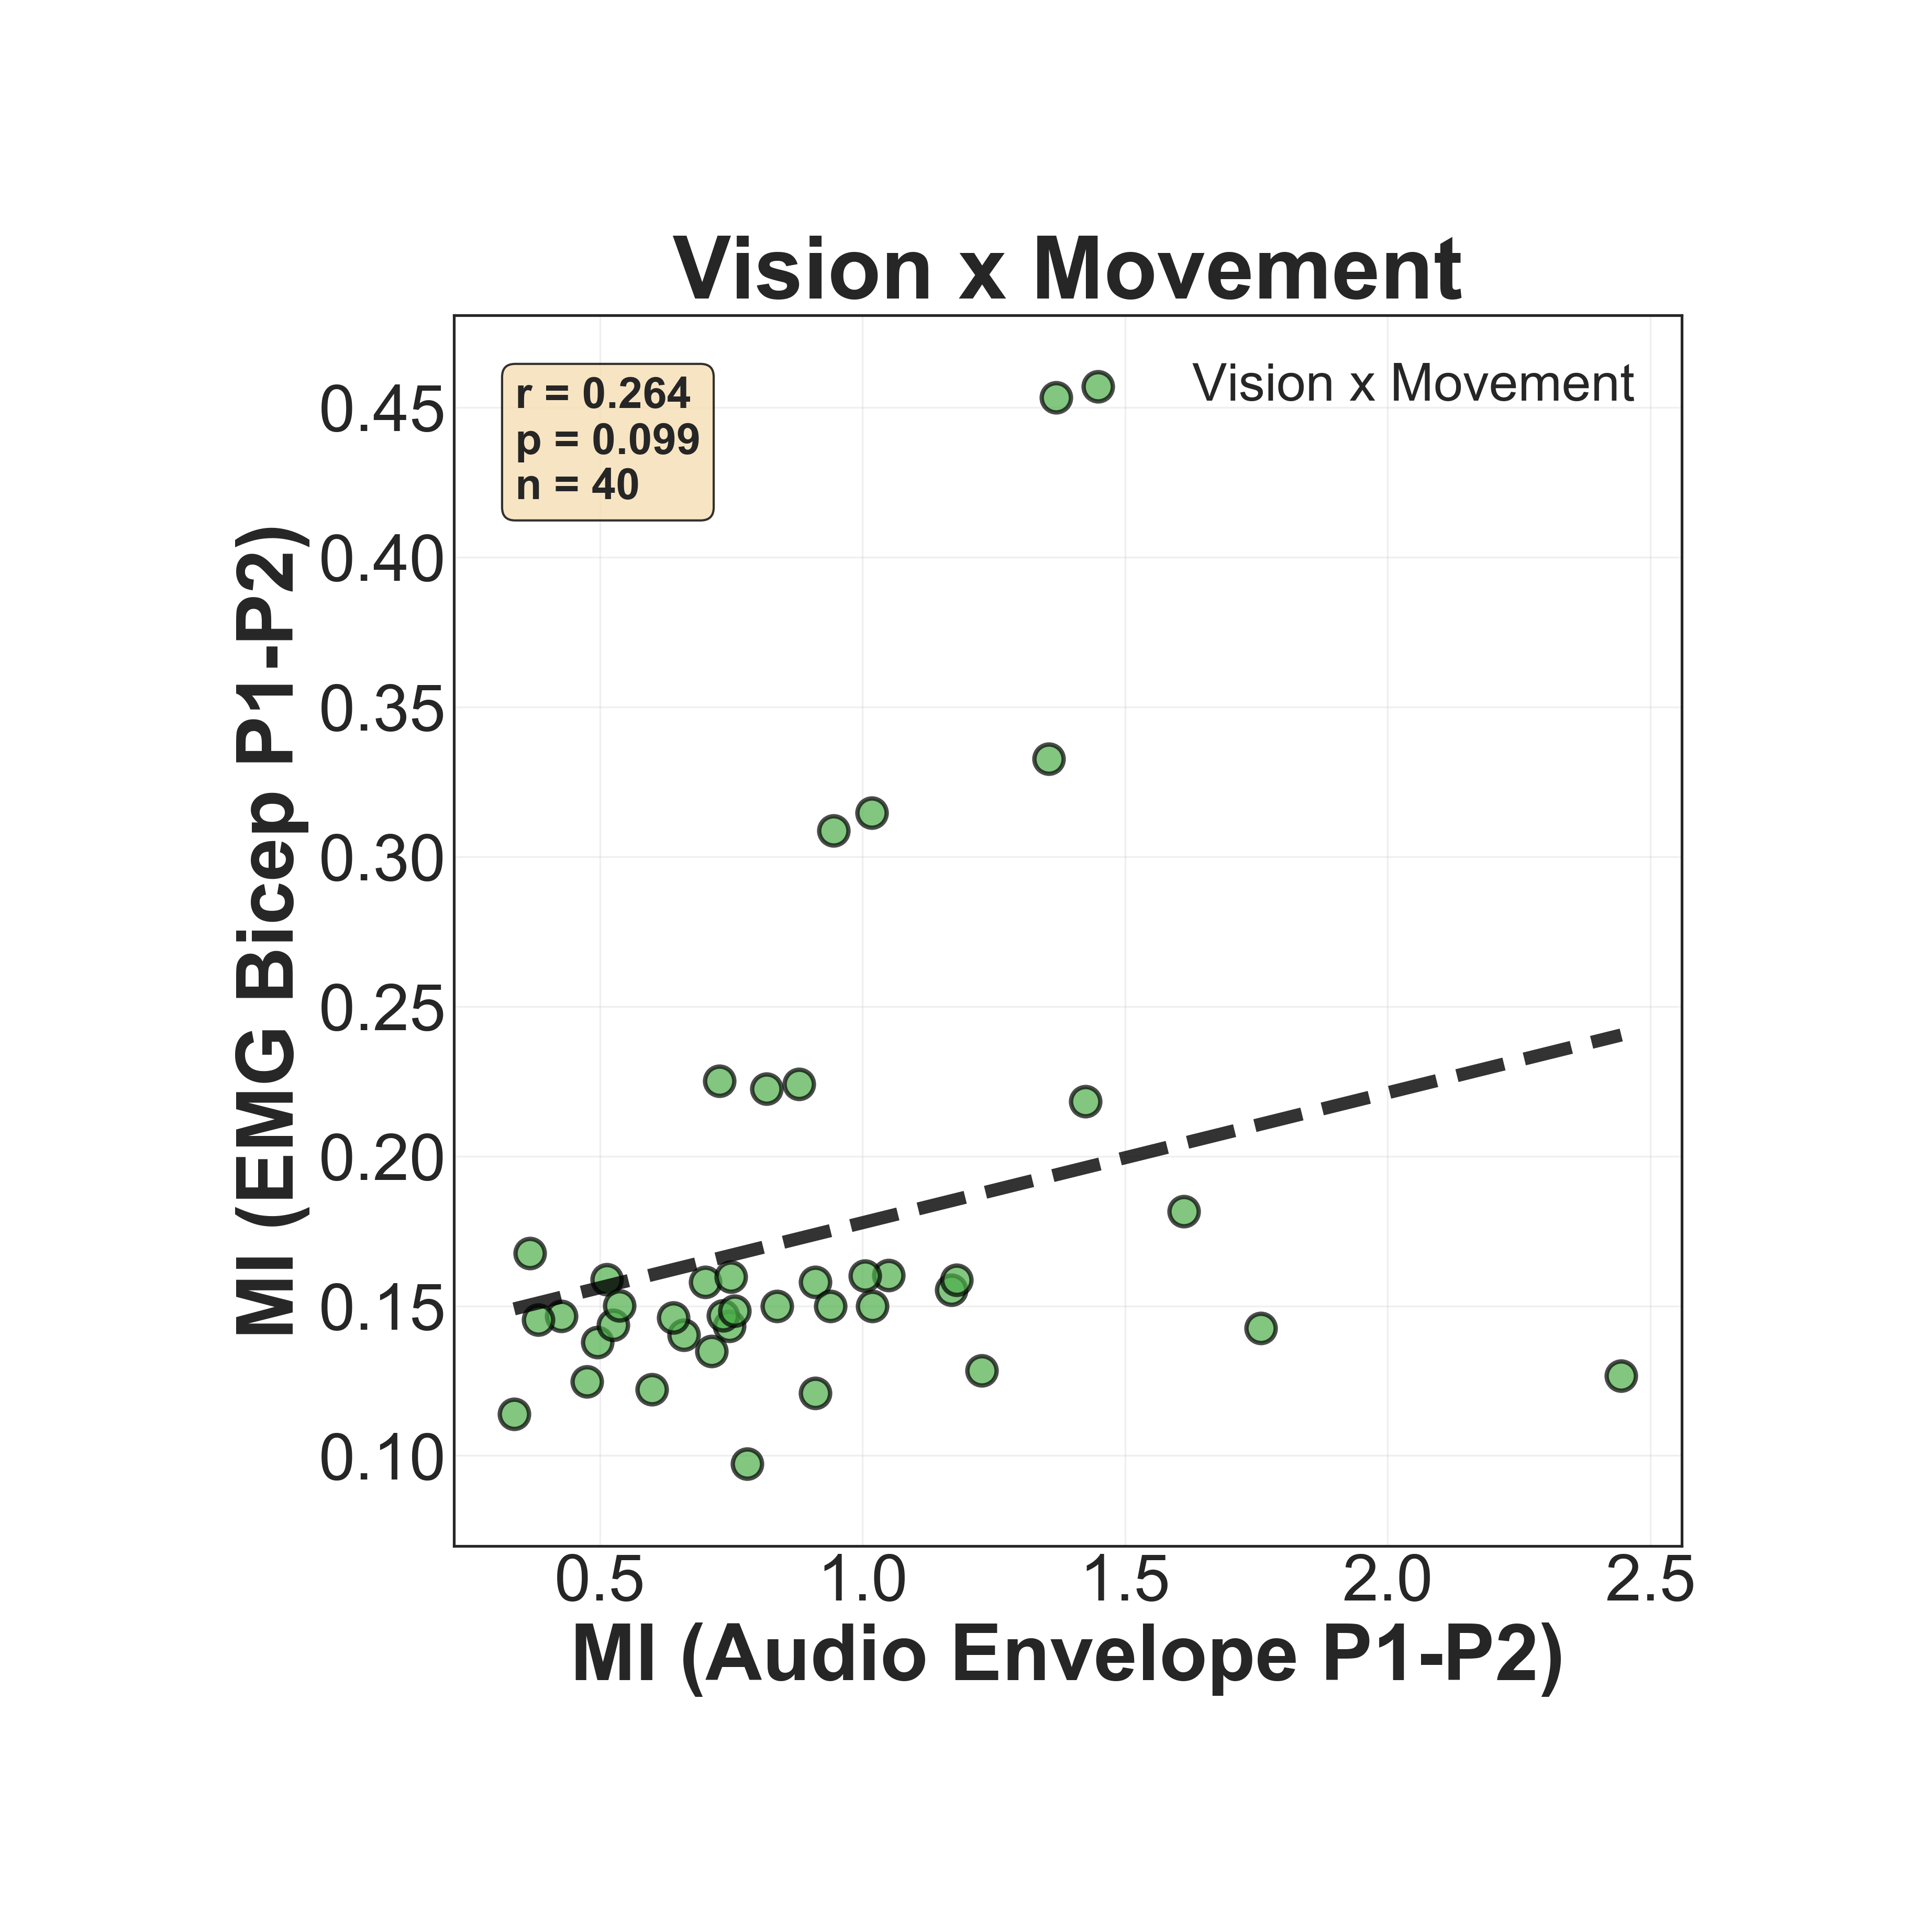 Vision x Movement
r = 0.264
p = 0.099
n = 40
Vision x Movement
MI (EMG Bicep P1-P2)
0.45
0.40
0.35
0.30
0.25
0.20
0.15
0.10
0.5 1.0 1.5 2.0 2.5
MI (Audio Envelope P1-P2)